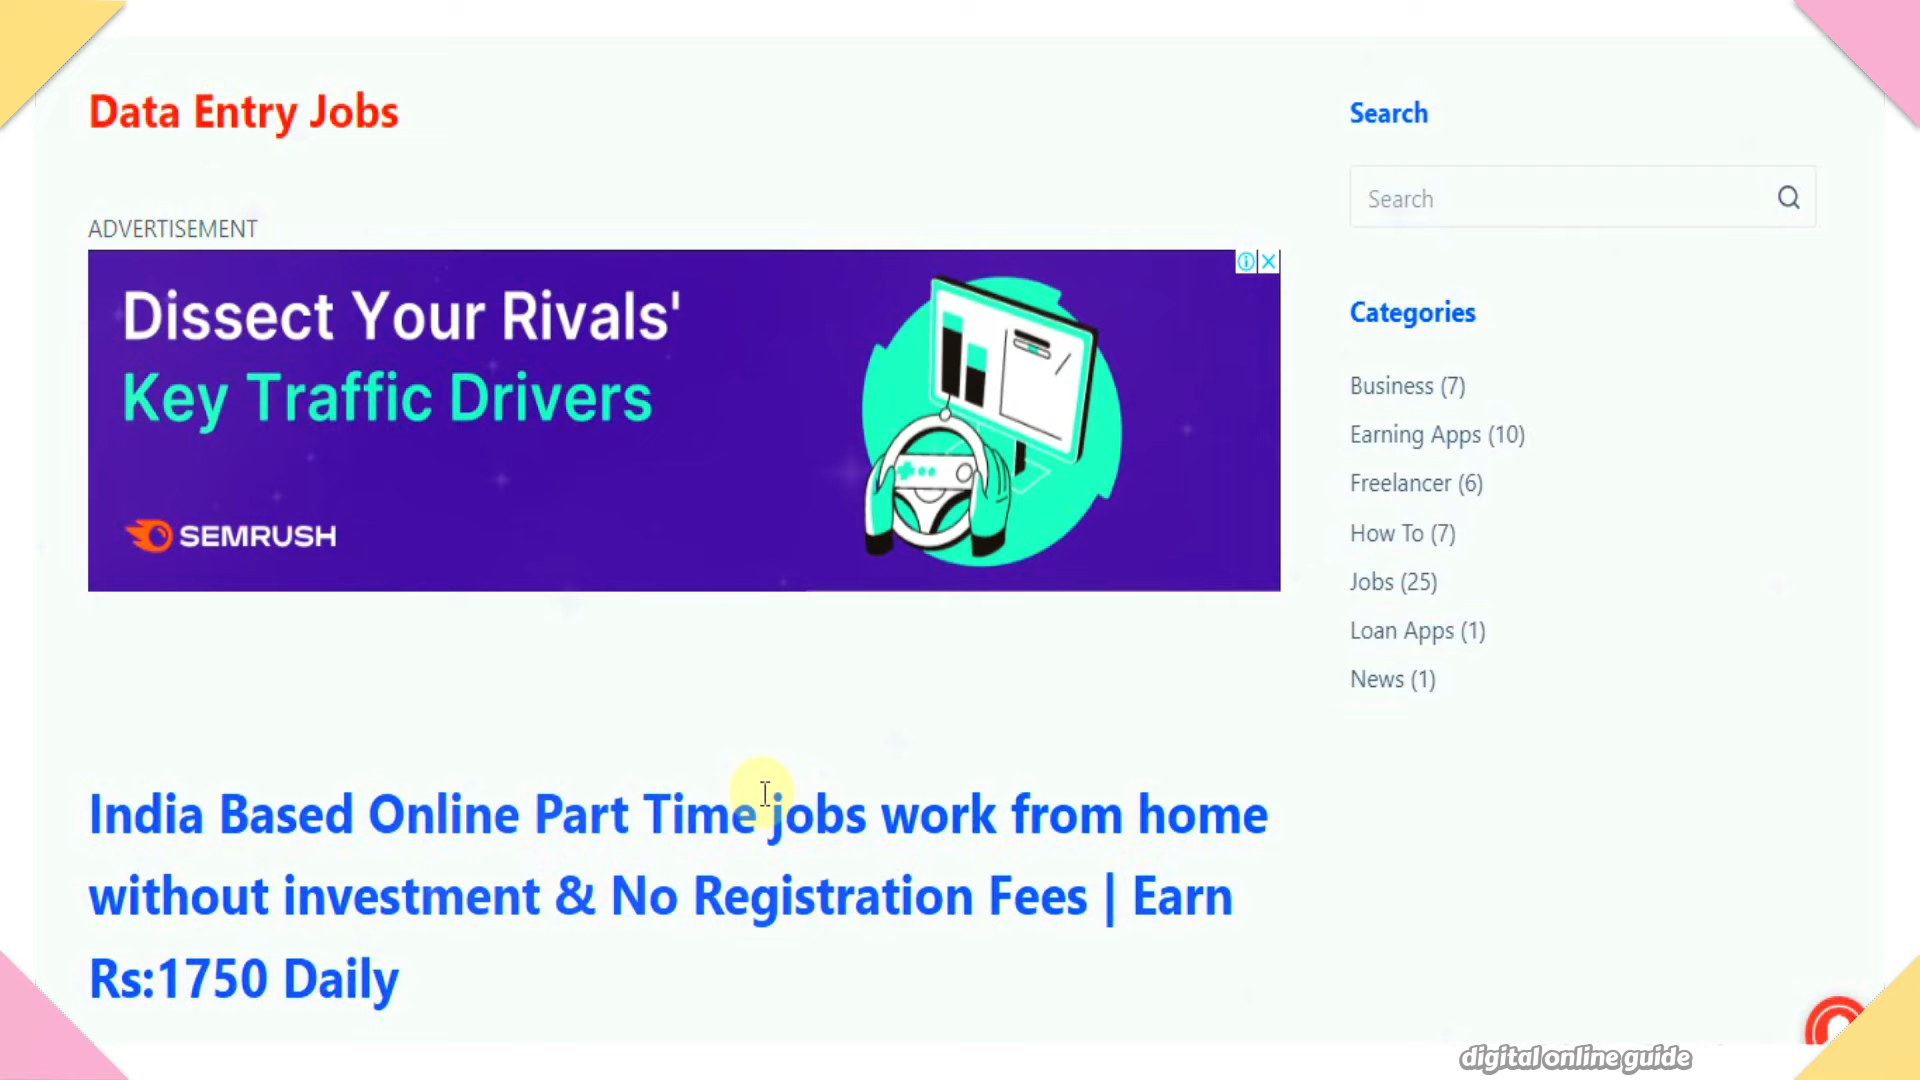 Data Entry Jobs
ADVERTISEMENT
Dissect Your Rivals'
Key Traffic Drivers
SEMRUSH
India Based Online Part Time jobs work from home
without investment & No Registration Fees | Earn
Rs:1750 Daily
Search
Search
Categories
Business (7)
Earning Apps (10)
Freelancer (6)
How To (7)
Jobs (25)
Loan Apps (1)
News (1)
digital online guide